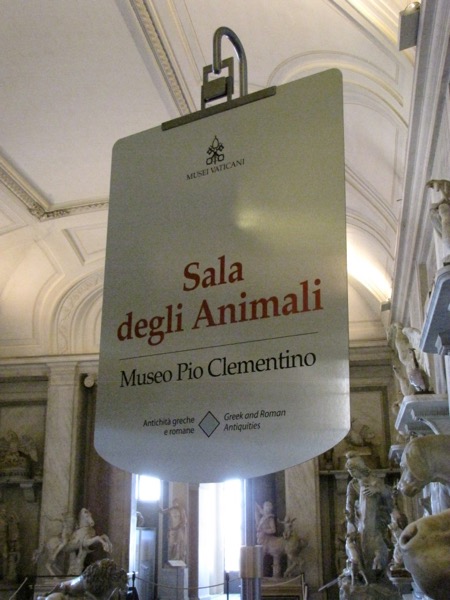 MUSEI VATICANI
Sala
degli Animali
Museo Pio Clementino
Antichità greche
e romane
Greek and Roman
Antiquities